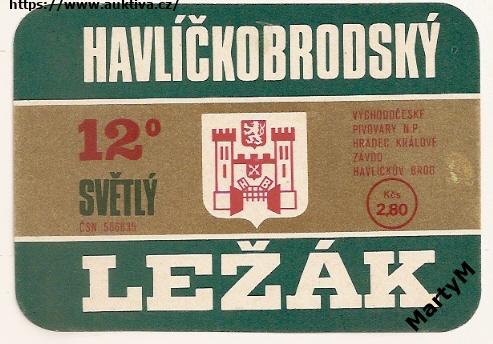 https://www.auktiva.cz/
HAVLÍČKOBRODSKÝ
12º
SVĚTLÝ
ČSN 566635
VÝCHODOČESKÉ
PIVOVARY N.P.
HRADEC KRÁLOVÉ
ZÁVOD
HAVLÍČKŮV BROD
Kčs
2,80
LEŽÁK
MartyM